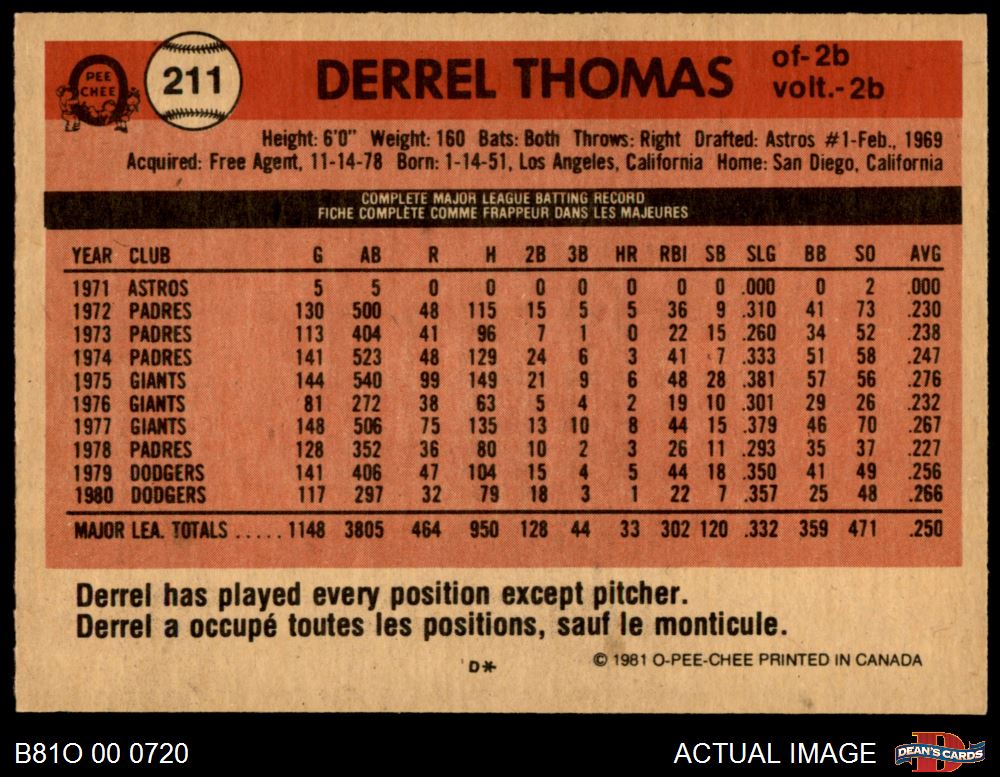 PEE
CHEE
211
DERREL THOMAS
of-2b
volt.-2b
Height: 6'0" Weight: 160 Bats: Both Throws: Right Drafted: Astros #1-Feb., 1969
Acquired: Free Agent, 11-14-78 Born: 1-14-51, Los Angeles, California Home: San Diego, California
COMPLETE MAJOR LEAGUE BATTING RECORD
FICHE COMPLÈTE COMME FRAPPEUR DANS LES MAJEURES
YEAR CLUB G AB R H 2B 3B HR RBI SB SLG BB SO AVG
1971 ASTROS 5 5 0 0 0 0 0 0 0 .000 0 2 .000
1972 PADRES 130 500 48 115 15 5 5 36 9 .310 41 73 .230
1973 PADRES 113 404 41 96 7 1 0 22 15 .260 34 52 .238
1974 PADRES 141 523 48 129 24 6 3 41 7 .333 51 58 .247
1975 GIANTS 144 540 99 149 21 9 6 48 28 .381 57 56 .276
1976 GIANTS 81 272 38 63 5 4 2 19 10 .301 29 26 .232
1977 GIANTS 148 506 75 135 13 10 8 44 15 .379 46 70 .267
1978 PADRES 128 352 36 80 10 2 3 26 11 .293 35 37 .227
1979 DODGERS 141 406 47 104 15 4 5 44 18 .350 41 49 .256
1980 DODGERS 117 297 32 79 18 3 1 22 7 .357 25 48 .266
MAJOR LEA. TOTALS ..... 1148 3805 464 950 128 44 33 302 120 .332 359 471 .250
Derrel has played every position except pitcher.
Derrel a occupé toutes les positions, sauf le monticule.
D*
© 1981 O-PEE-CHEE PRINTED IN CANADA
B81O 00 0720
ACTUAL IMAGE
DEAN'S CARDS